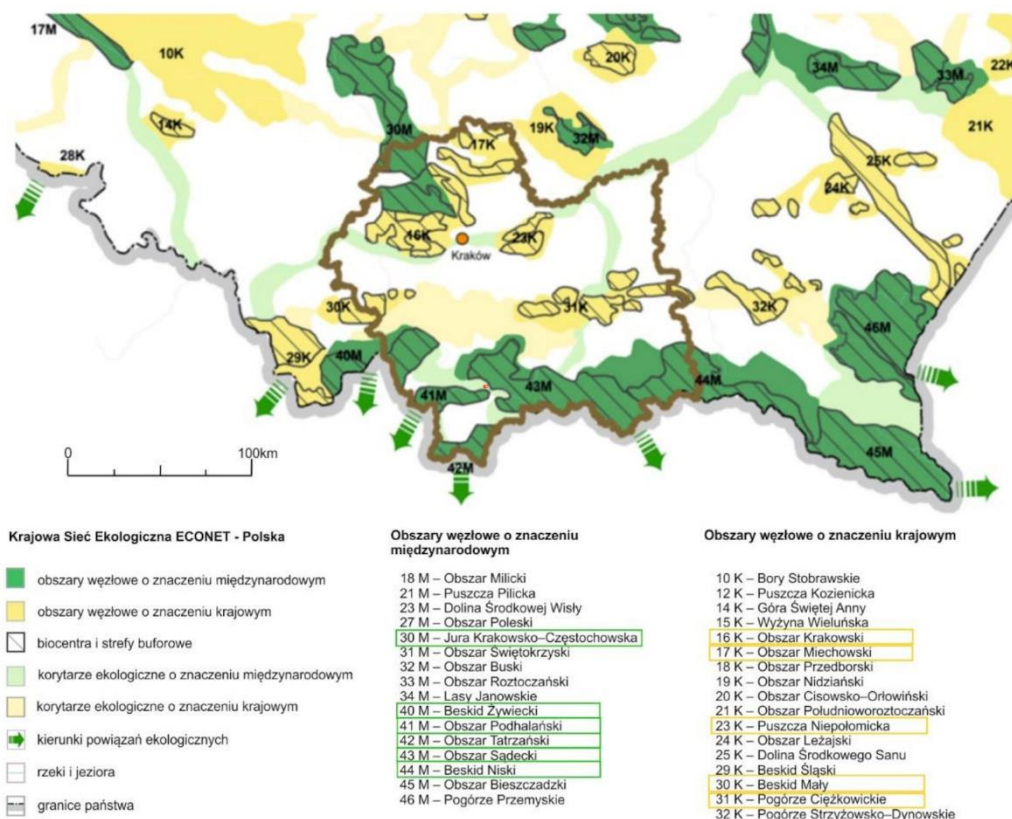 17M
10K
20K
34M
33M
22K
14K
30M
17K
19K
32M
21K
28K
25K
24K
16K
23K
Kraków
30K
31K
32K
46M
29K
40M
41M
43M
44M
42M
45M
0 100km
Krajowa Sieć Ekologiczna ECONET - Polska
obszary węzłowe o znaczeniu międzynarodowym
obszary węzłowe o znaczeniu krajowym
biocentra i strefy buforowe
korytarze ekologiczne o znaczeniu międzynarodowym
korytarze ekologiczne o znaczeniu krajowym
kierunki powiązań ekologicznych
rzeki i jeziora
granice państwa
Obszary węzłowe o znaczeniu
międzynarodowym
18 M – Obszar Milicki
21 M – Puszcza Pilicka
23 M – Dolina Środkowej Wisły
27 M – Obszar Poleski
30 M – Jura Krakowsko–Częstochowska
31 M – Obszar Świętokrzyski
32 M – Obszar Buski
33 M – Obszar Roztoczański
34 M – Lasy Janowskie
40 M – Beskid Żywiecki
41 M – Obszar Podhalański
42 M – Obszar Tatrzański
43 M – Obszar Sądecki
44 M – Beskid Niski
45 M – Obszar Bieszczadzki
46 M – Pogórze Przemyskie
Obszary węzłowe o znaczeniu krajowym
10 K – Bory Stobrawskie
12 K – Puszcza Kozienicka
14 K – Góra Świętej Anny
15 K – Wyżyna Wieluńska
16 K – Obszar Krakowski
17 K – Obszar Miechowski
18 K – Obszar Przedborski
19 K – Obszar Nidziański
20 K – Obszar Cisowsko–Orłowiński
21 K – Obszar Południoworoztoczański
23 K – Puszcza Niepołomicka
24 K – Obszar Leżajski
25 K – Dolina Środkowego Sanu
29 K – Beskid Śląski
30 K – Beskid Mały
31 K – Pogórze Ciężkowickie
32 K – Pogórze Strzyżowsko–Dynowskie